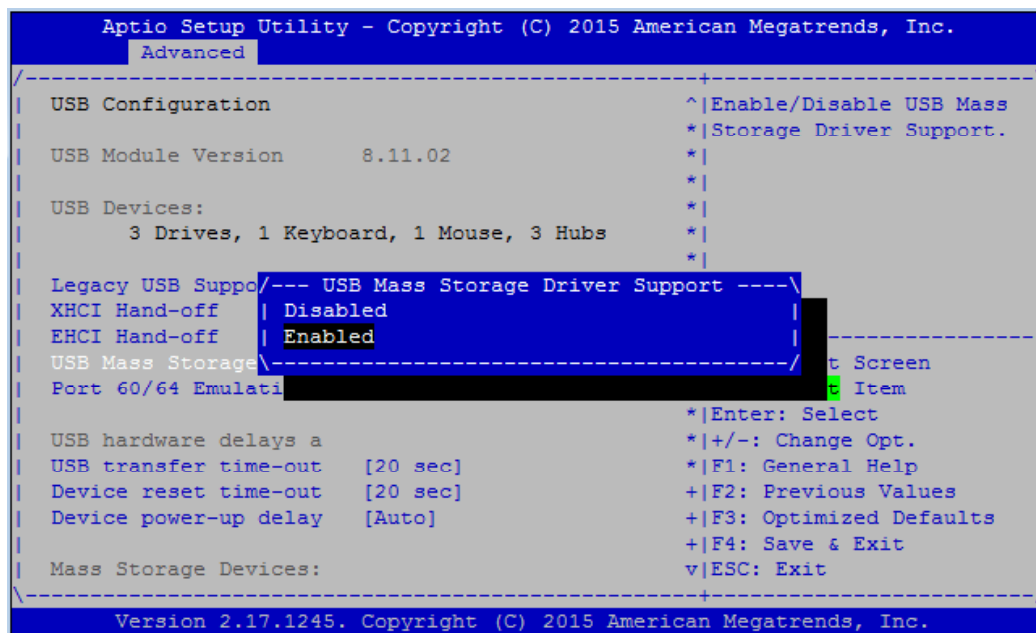 Aptio Setup Utility - Copyright (C) 2015 American Megatrends, Inc.
Advanced
/----------------------------------------------------+--------------------------
| USB Configuration ^|Enable/Disable USB Mass
| *|Storage Driver Support.
| USB Module Version 8.11.02 *|
| *|
| USB Devices: *|
| 3 Drives, 1 Keyboard, 1 Mouse, 3 Hubs *|
| *|
| Legacy USB Suppo/--- USB Mass Storage Driver Support ----\
| XHCI Hand-off | Disabled |
| EHCI Hand-off | Enabled | ----------------
| USB Mass Storage\----------------------------------------/ t Screen
| Port 60/64 Emulati t Item
| *|Enter: Select
| USB hardware delays a *|+/-: Change Opt.
| USB transfer time-out [20 sec] *|F1: General Help
| Device reset time-out [20 sec] +|F2: Previous Values
| Device power-up delay [Auto] +|F3: Optimized Defaults
| +|F4: Save & Exit
| Mass Storage Devices: v|ESC: Exit
\----------------------------------------------------+--------------------------
Version 2.17.1245. Copyright (C) 2015 American Megatrends, Inc.